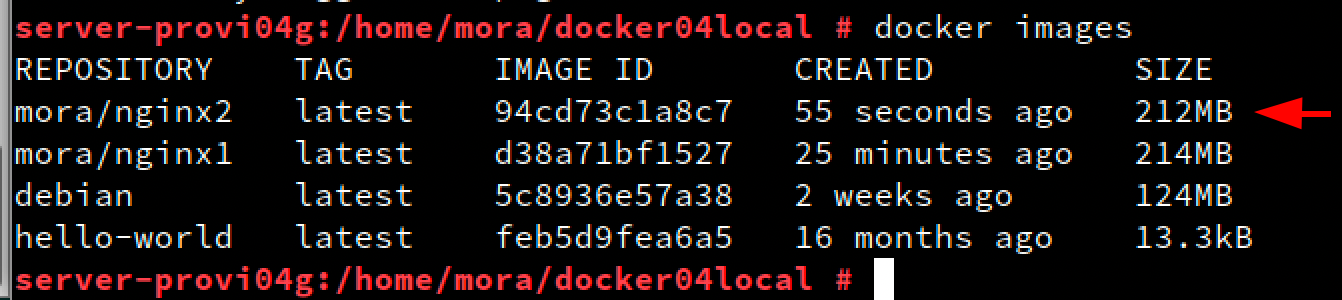 server-provi04g:/home/mora/docker04local # docker images
REPOSITORY TAG IMAGE ID CREATED SIZE
mora/nginx2 latest 94cd73c1a8c7 55 seconds ago 212MB
mora/nginx1 latest d38a71bf1527 25 minutes ago 214MB
debian latest 5c8936e57a38 2 weeks ago 124MB
hello-world latest feb5d9fea6a5 16 months ago 13.3kB
server-provi04g:/home/mora/docker04local #